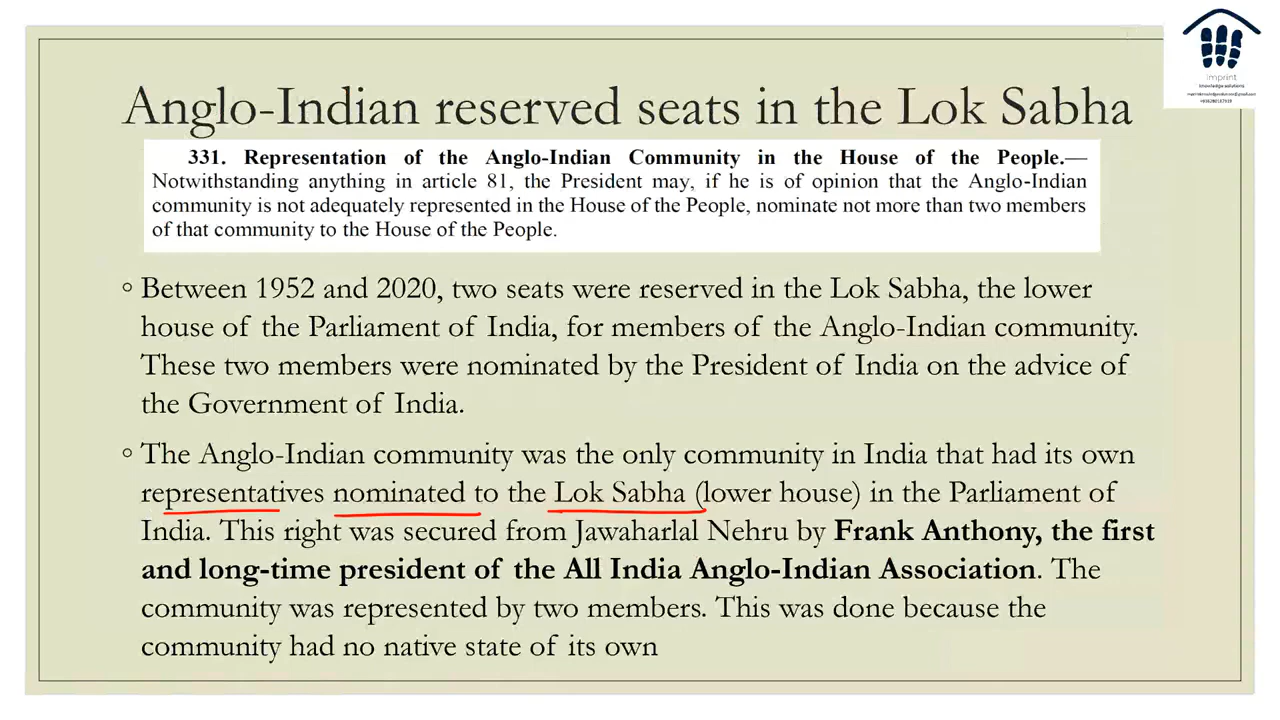 imprint
knowledge solutions
Anglo-Indian reserved seats in the Lok Sabha
331. Representation of the Anglo-Indian Community in the House of the People.—
Notwithstanding anything in article 81, the President may, if he is of opinion that the Anglo-Indian
community is not adequately represented in the House of the People, nominate not more than two members
of that community to the House of the People.
◦ Between 1952 and 2020, two seats were reserved in the Lok Sabha, the lower
house of the Parliament of India, for members of the Anglo-Indian community.
These two members were nominated by the President of India on the advice of
the Government of India.
◦ The Anglo-Indian community was the only community in India that had its own
representatives nominated to the Lok Sabha (lower house) in the Parliament of
India. This right was secured from Jawaharlal Nehru by Frank Anthony, the first
and long-time president of the All India Anglo-Indian Association. The
community was represented by two members. This was done because the
community had no native state of its own